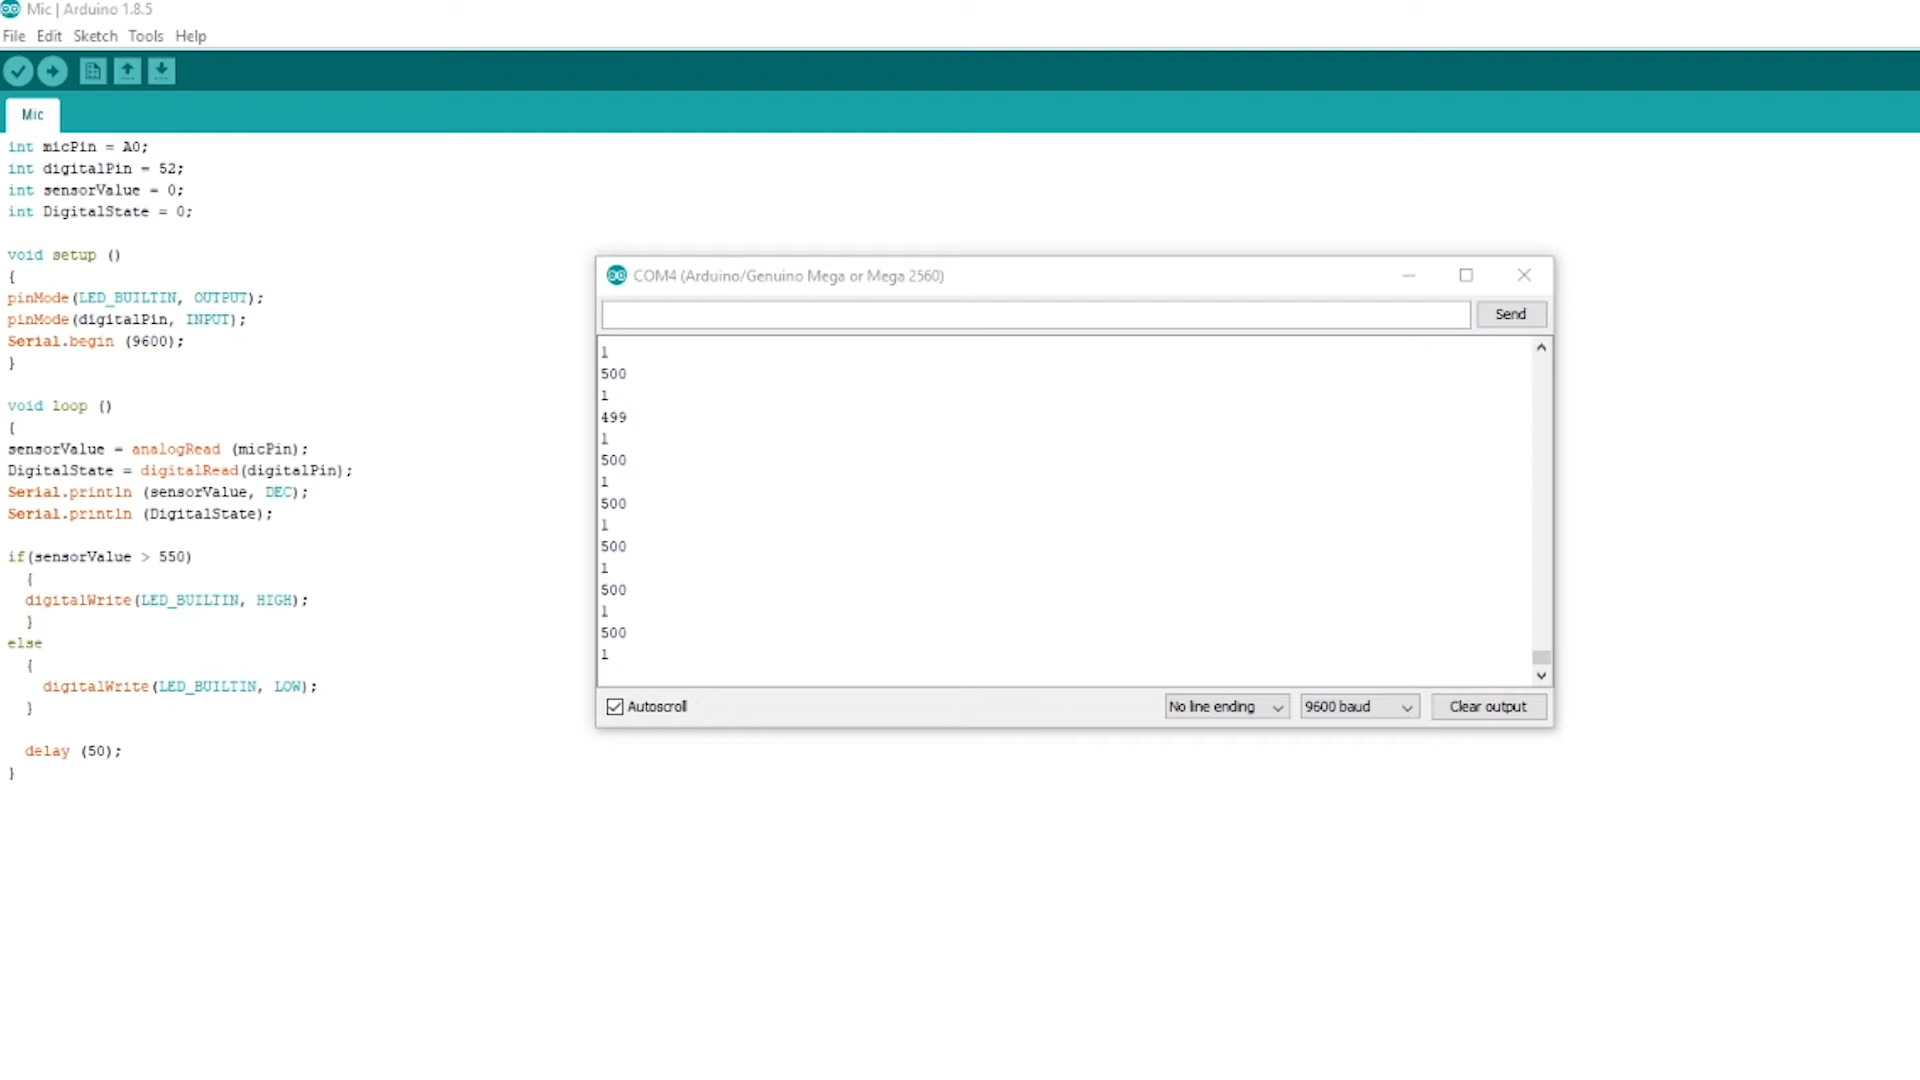 Mic | Arduino 1.8.5
File Edit Sketch Tools Help
Mic
int micPin = A0;
int digitalPin = 52;
int sensorValue = 0;
int DigitalState = 0;
void setup ()
{
pinMode(LED_BUILTIN, OUTPUT);
pinMode(digitalPin, INPUT);
Serial.begin (9600);
}
void loop ()
{
sensorValue = analogRead (micPin);
DigitalState = digitalRead(digitalPin);
Serial.println (sensorValue, DEC);
Serial.println (DigitalState);
if(sensorValue > 550)
{
digitalWrite(LED_BUILTIN, HIGH);
}
else
{
digitalWrite(LED_BUILTIN, LOW);
}
delay (50);
}
COM4 (Arduino/Genuino Mega or Mega 2560)
Send
1
500
1
499
1
500
1
500
1
500
1
500
1
500
1
Autoscroll
No line ending
9600 baud
Clear output